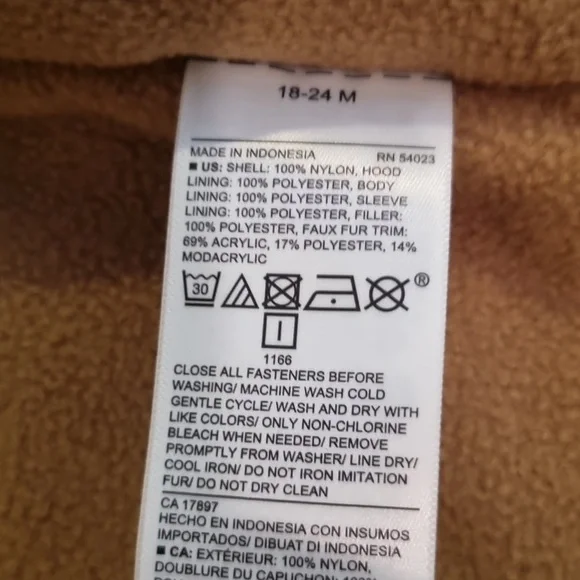 18-24 M
MADE IN INDONESIA RN 54023
■ US: SHELL: 100% NYLON, HOOD
LINING: 100% POLYESTER, BODY
LINING: 100% POLYESTER, SLEEVE
LINING: 100% POLYESTER, FILLER:
100% POLYESTER, FAUX FUR TRIM:
69% ACRYLIC, 17% POLYESTER, 14%
MODACRYLIC
30 ®
1166
CLOSE ALL FASTENERS BEFORE
WASHING/ MACHINE WASH COLD
GENTLE CYCLE/ WASH AND DRY WITH
LIKE COLORS/ ONLY NON-CHLORINE
BLEACH WHEN NEEDED/ REMOVE
PROMPTLY FROM WASHER/ LINE DRY/
COOL IRON/ DO NOT IRON IMITATION
FUR/ DO NOT DRY CLEAN
CA 17897
HECHO EN INDONESIA CON INSUMOS
IMPORTADOS/ DIBUAT DI INDONESIA
■ CA: EXTÉRIEUR: 100% NYLON,
DOUBLURE DU CAPUCHON: 100%